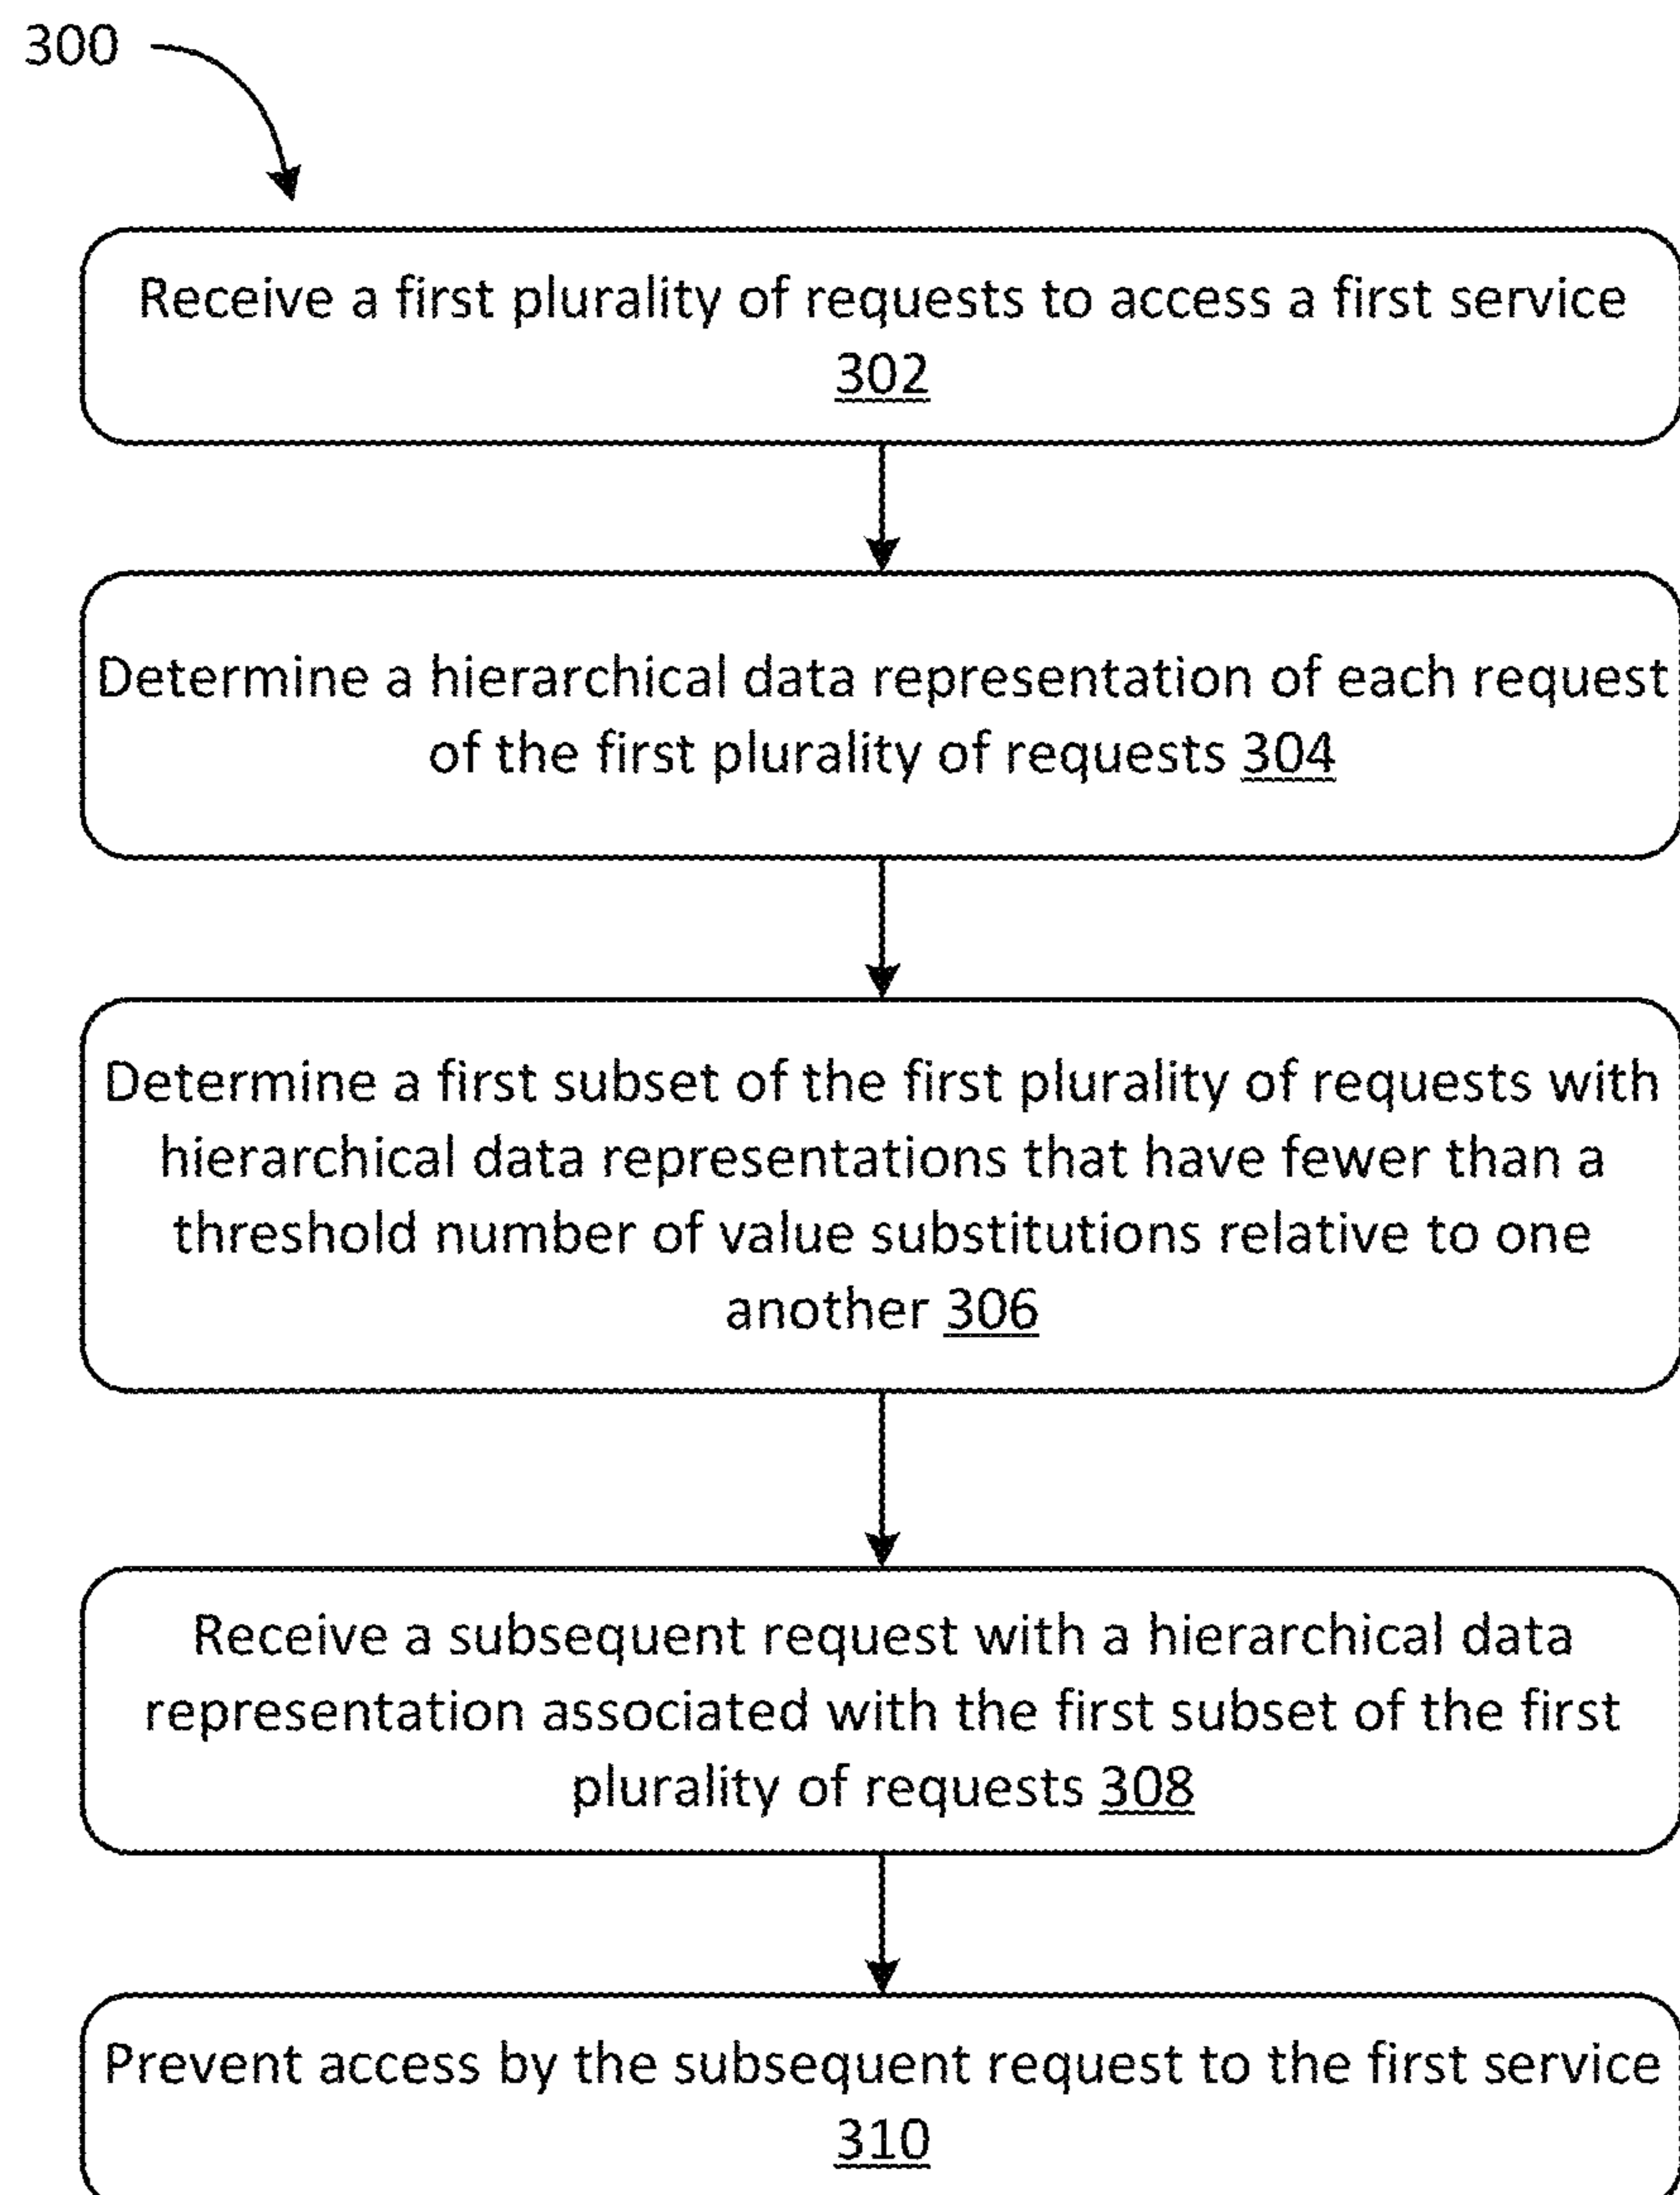 300
Receive a first plurality of requests to access a first service
302
Determine a hierarchical data representation of each request
of the first plurality of requests 304
Determine a first subset of the first plurality of requests with
hierarchical data representations that have fewer than a
threshold number of value substitutions relative to one
another 306
Receive a subsequent request with a hierarchical data
representation associated with the first subset of the first
plurality of requests 308
Prevent access by the subsequent request to the first service
310